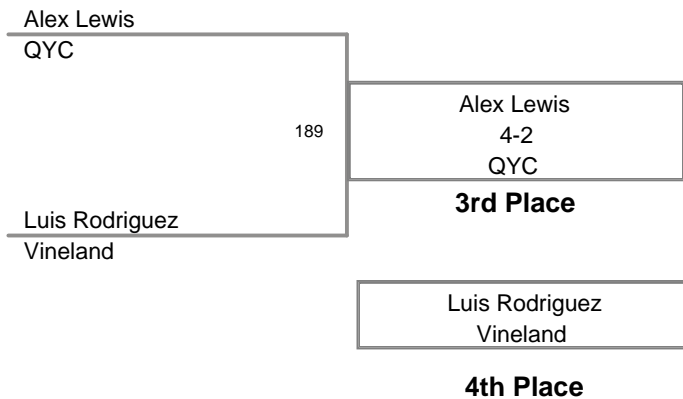 Alex Lewis
QYC
189
Alex Lewis
4-2
QYC
3rd Place
Luis Rodriguez
Vineland
Luis Rodriguez
Vineland
4th Place